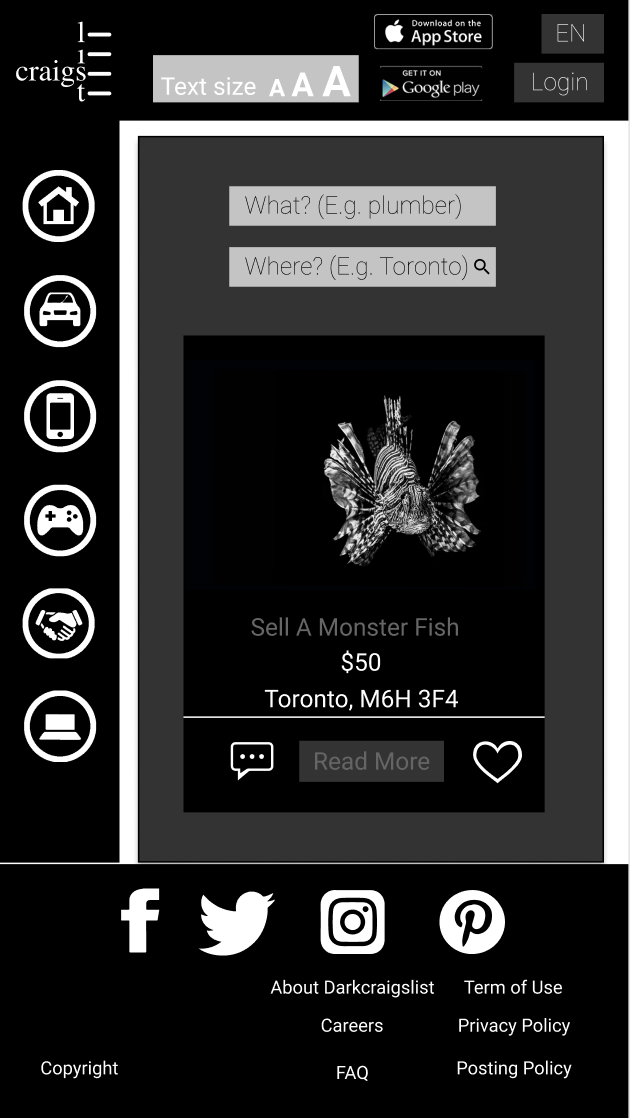 craigslist
Download on the
App Store
EN
Text size A A A
GET IT ON
Google play
Login
What? (E.g. plumber)
Where? (E.g. Toronto)
Sell A Monster Fish
$50
Toronto, M6H 3F4
Read More
About Darkcraigslist
Term of Use
Careers
Privacy Policy
Copyright
FAQ
Posting Policy